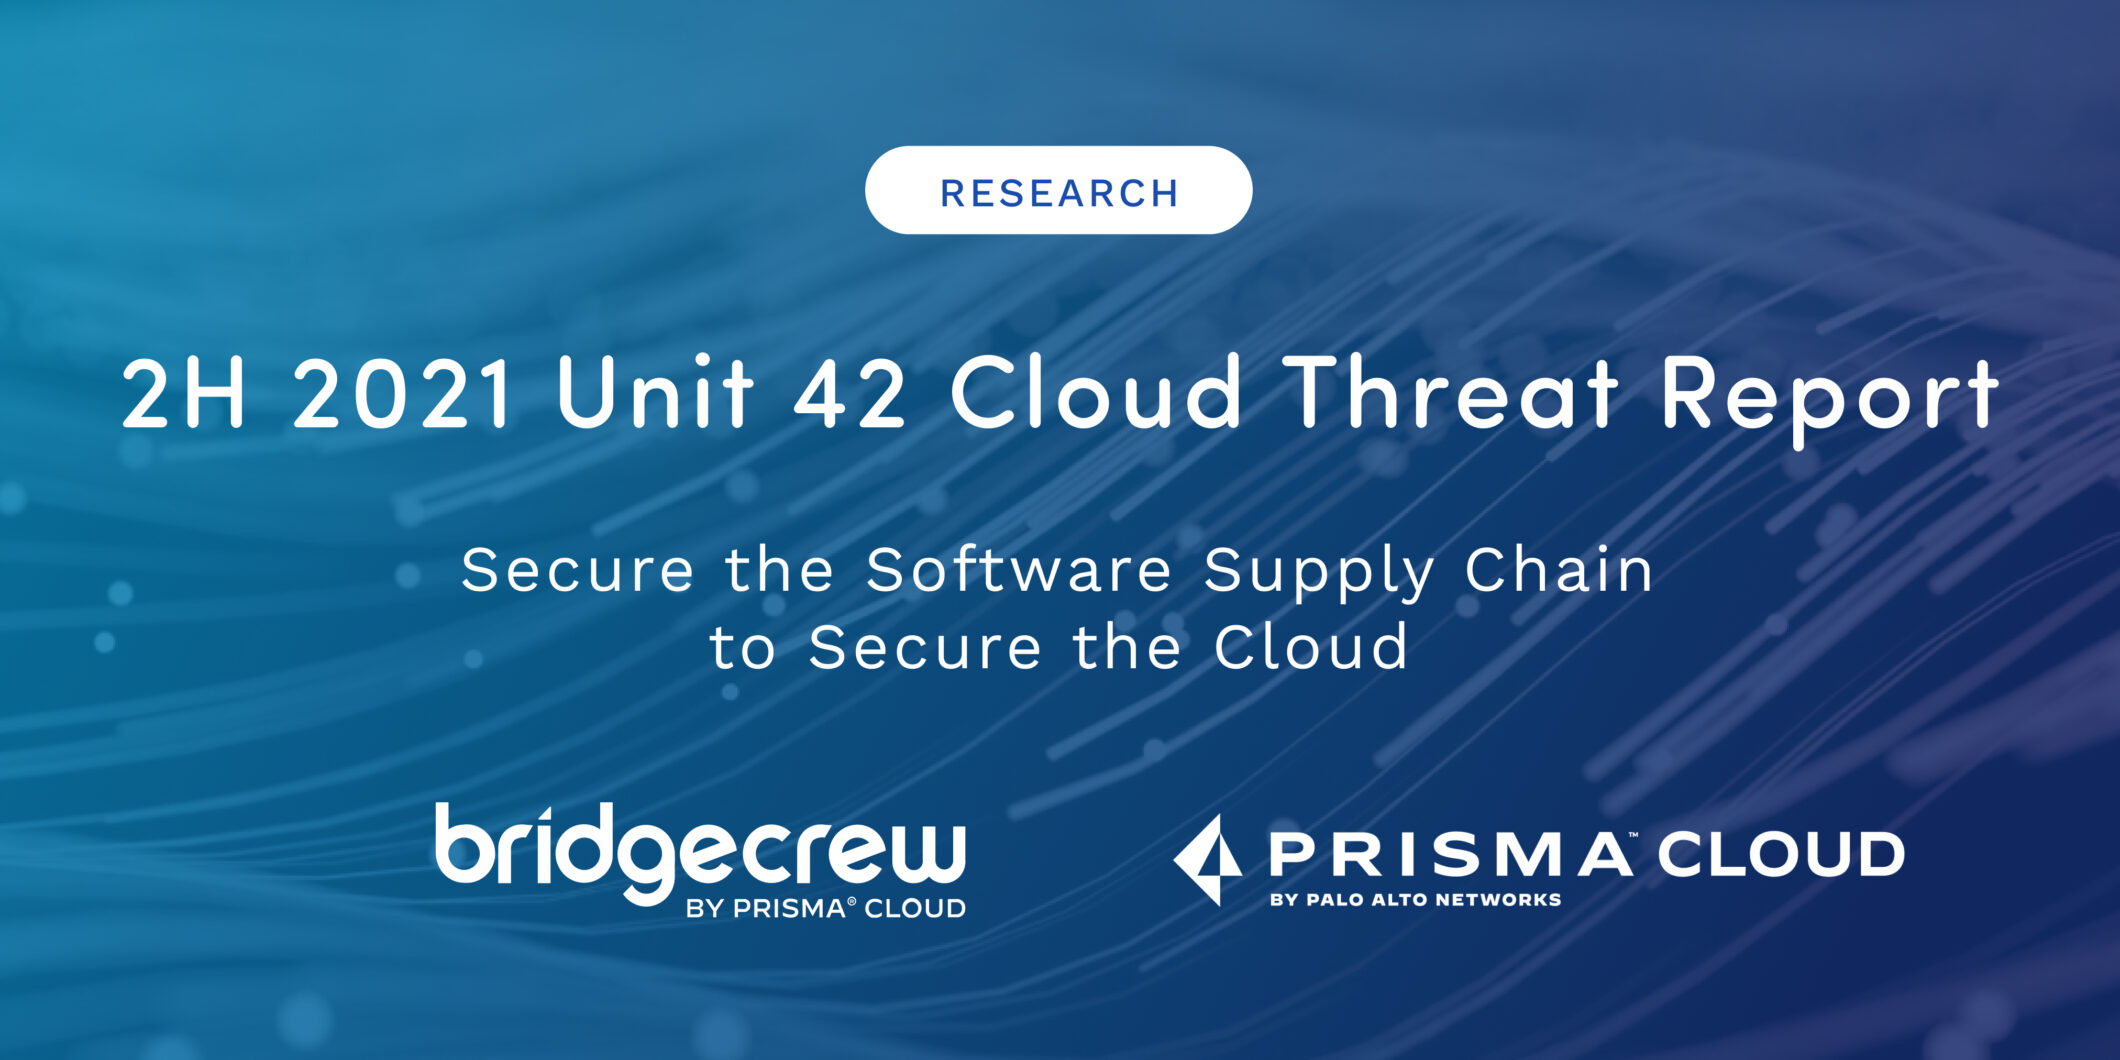 RESEARCH
2H 2021 Unit 42 Cloud Threat Report
Secure the Software Supply Chain
to Secure the Cloud
bridgecrew
BY PRISMA® CLOUD
PRISMA™ CLOUD
BY PALO ALTO NETWORKS